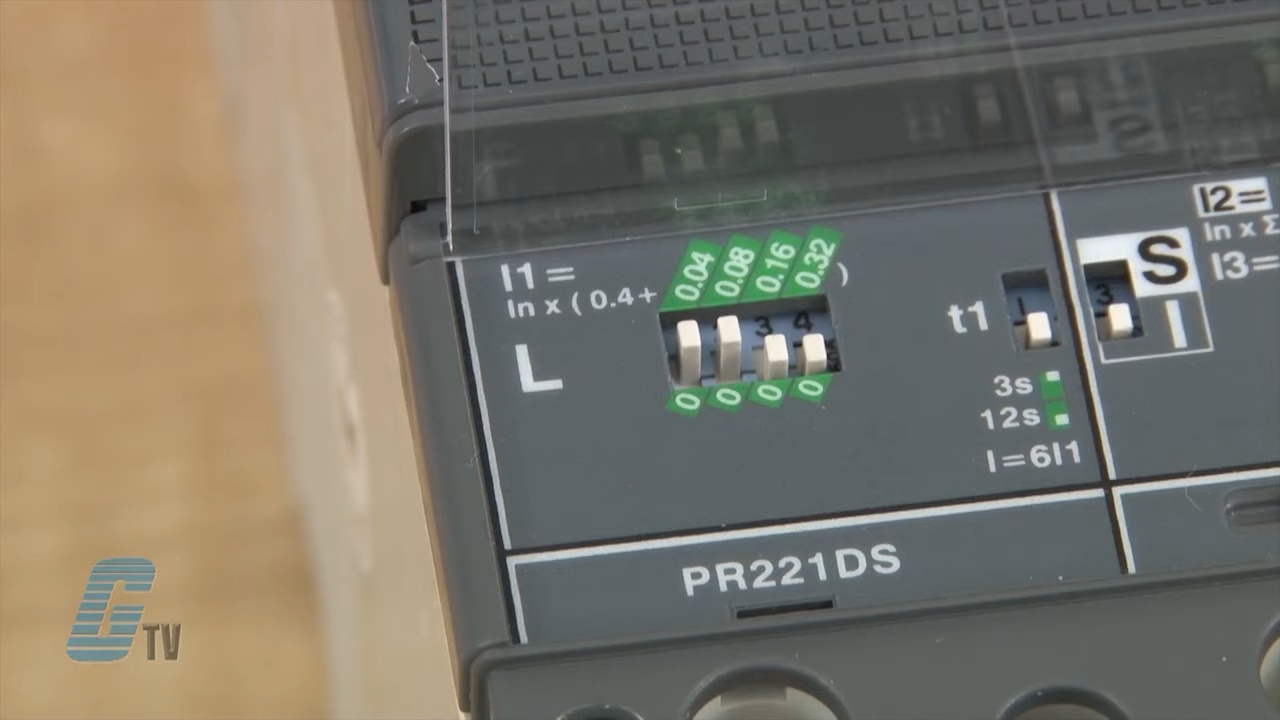 I1=
In x ( 0.4+ 0.04 0.08 0.16 0.32 )
3 4
0 0 0 0
L
t1
3s
12s
I=6I1
S
3
I
I2=
In x Σ
I3=
PR221DS
G TV